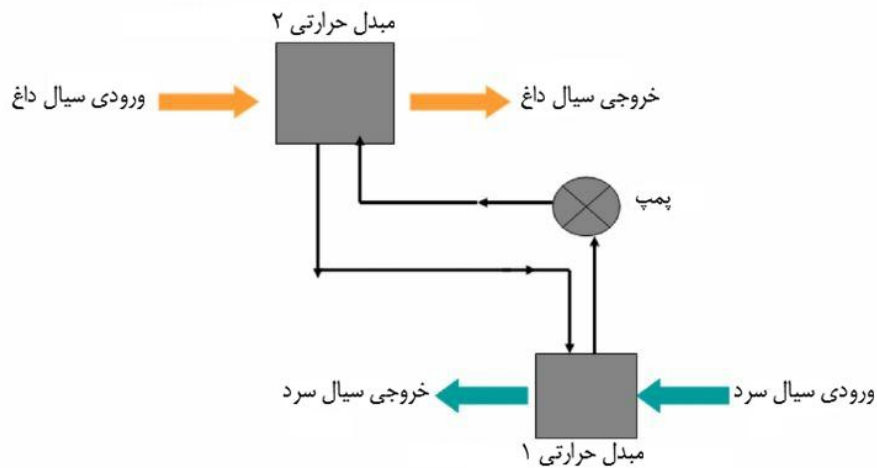 مبدل حرارتی ۲
ورودی سیال داغ
خروجی سیال داغ
پمپ
خروجی سیال سرد
ورودی سیال سرد
مبدل حرارتی ۱